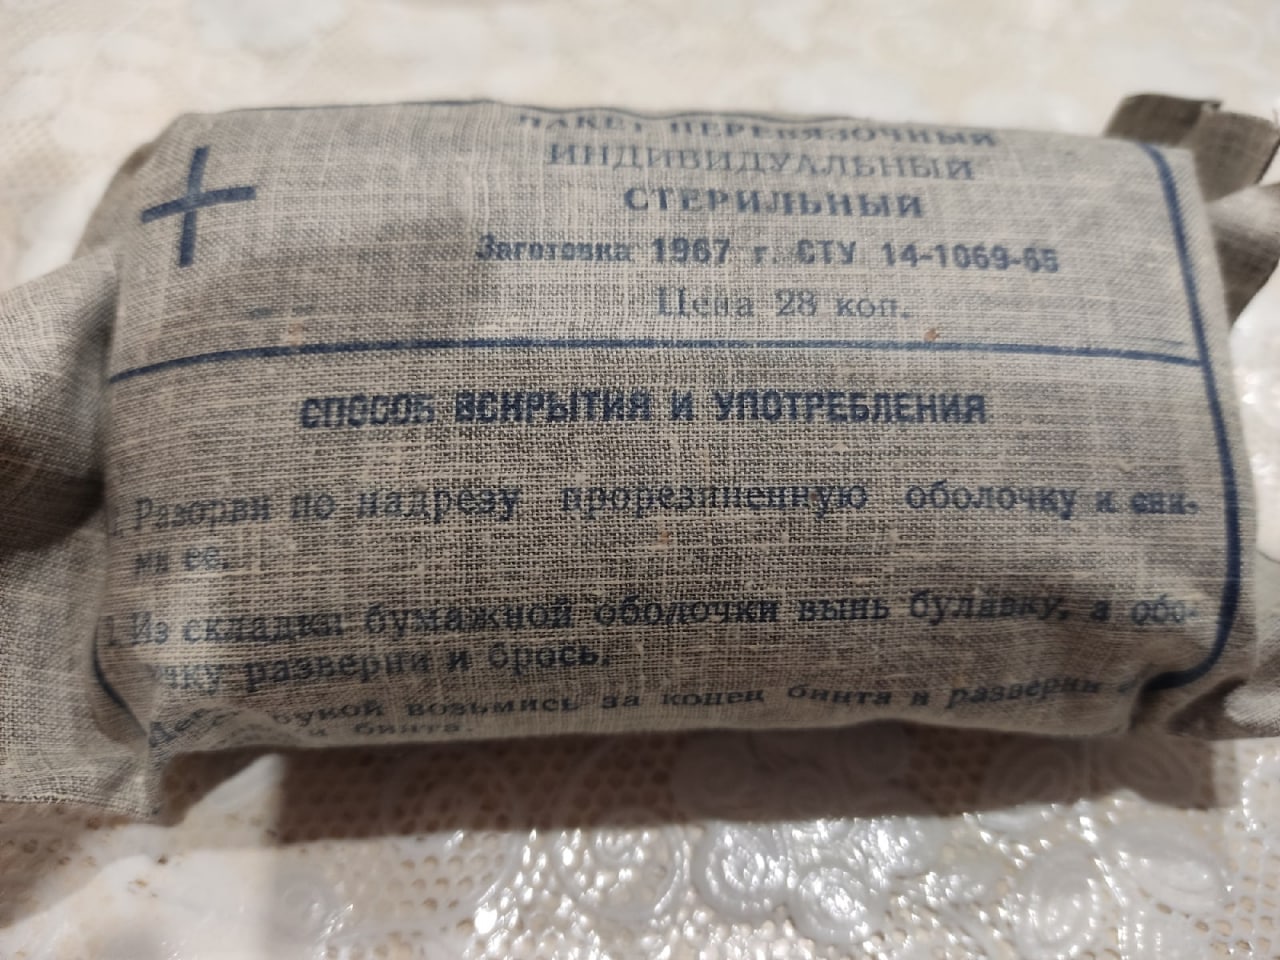 ПАКЕТ ПЕРЕВЯЗОЧНЫЙ
ИНДИВИДУАЛЬНЫЙ
СТЕРИЛЬНЫЙ
Заготовка 1967 г. СТУ 14-1069-65
Цена 28 коп.
СПОСОБ ВСКРЫТИЯ И УПОТРЕБЛЕНИЯ
Разорви по надрезу прорезиненную оболочку и сни-
ми ее.
Из складки бумажной оболочки вынь булавку, а обо-
лочку разверни и брось.
возьмись за конец бинта и разверни
бинта.